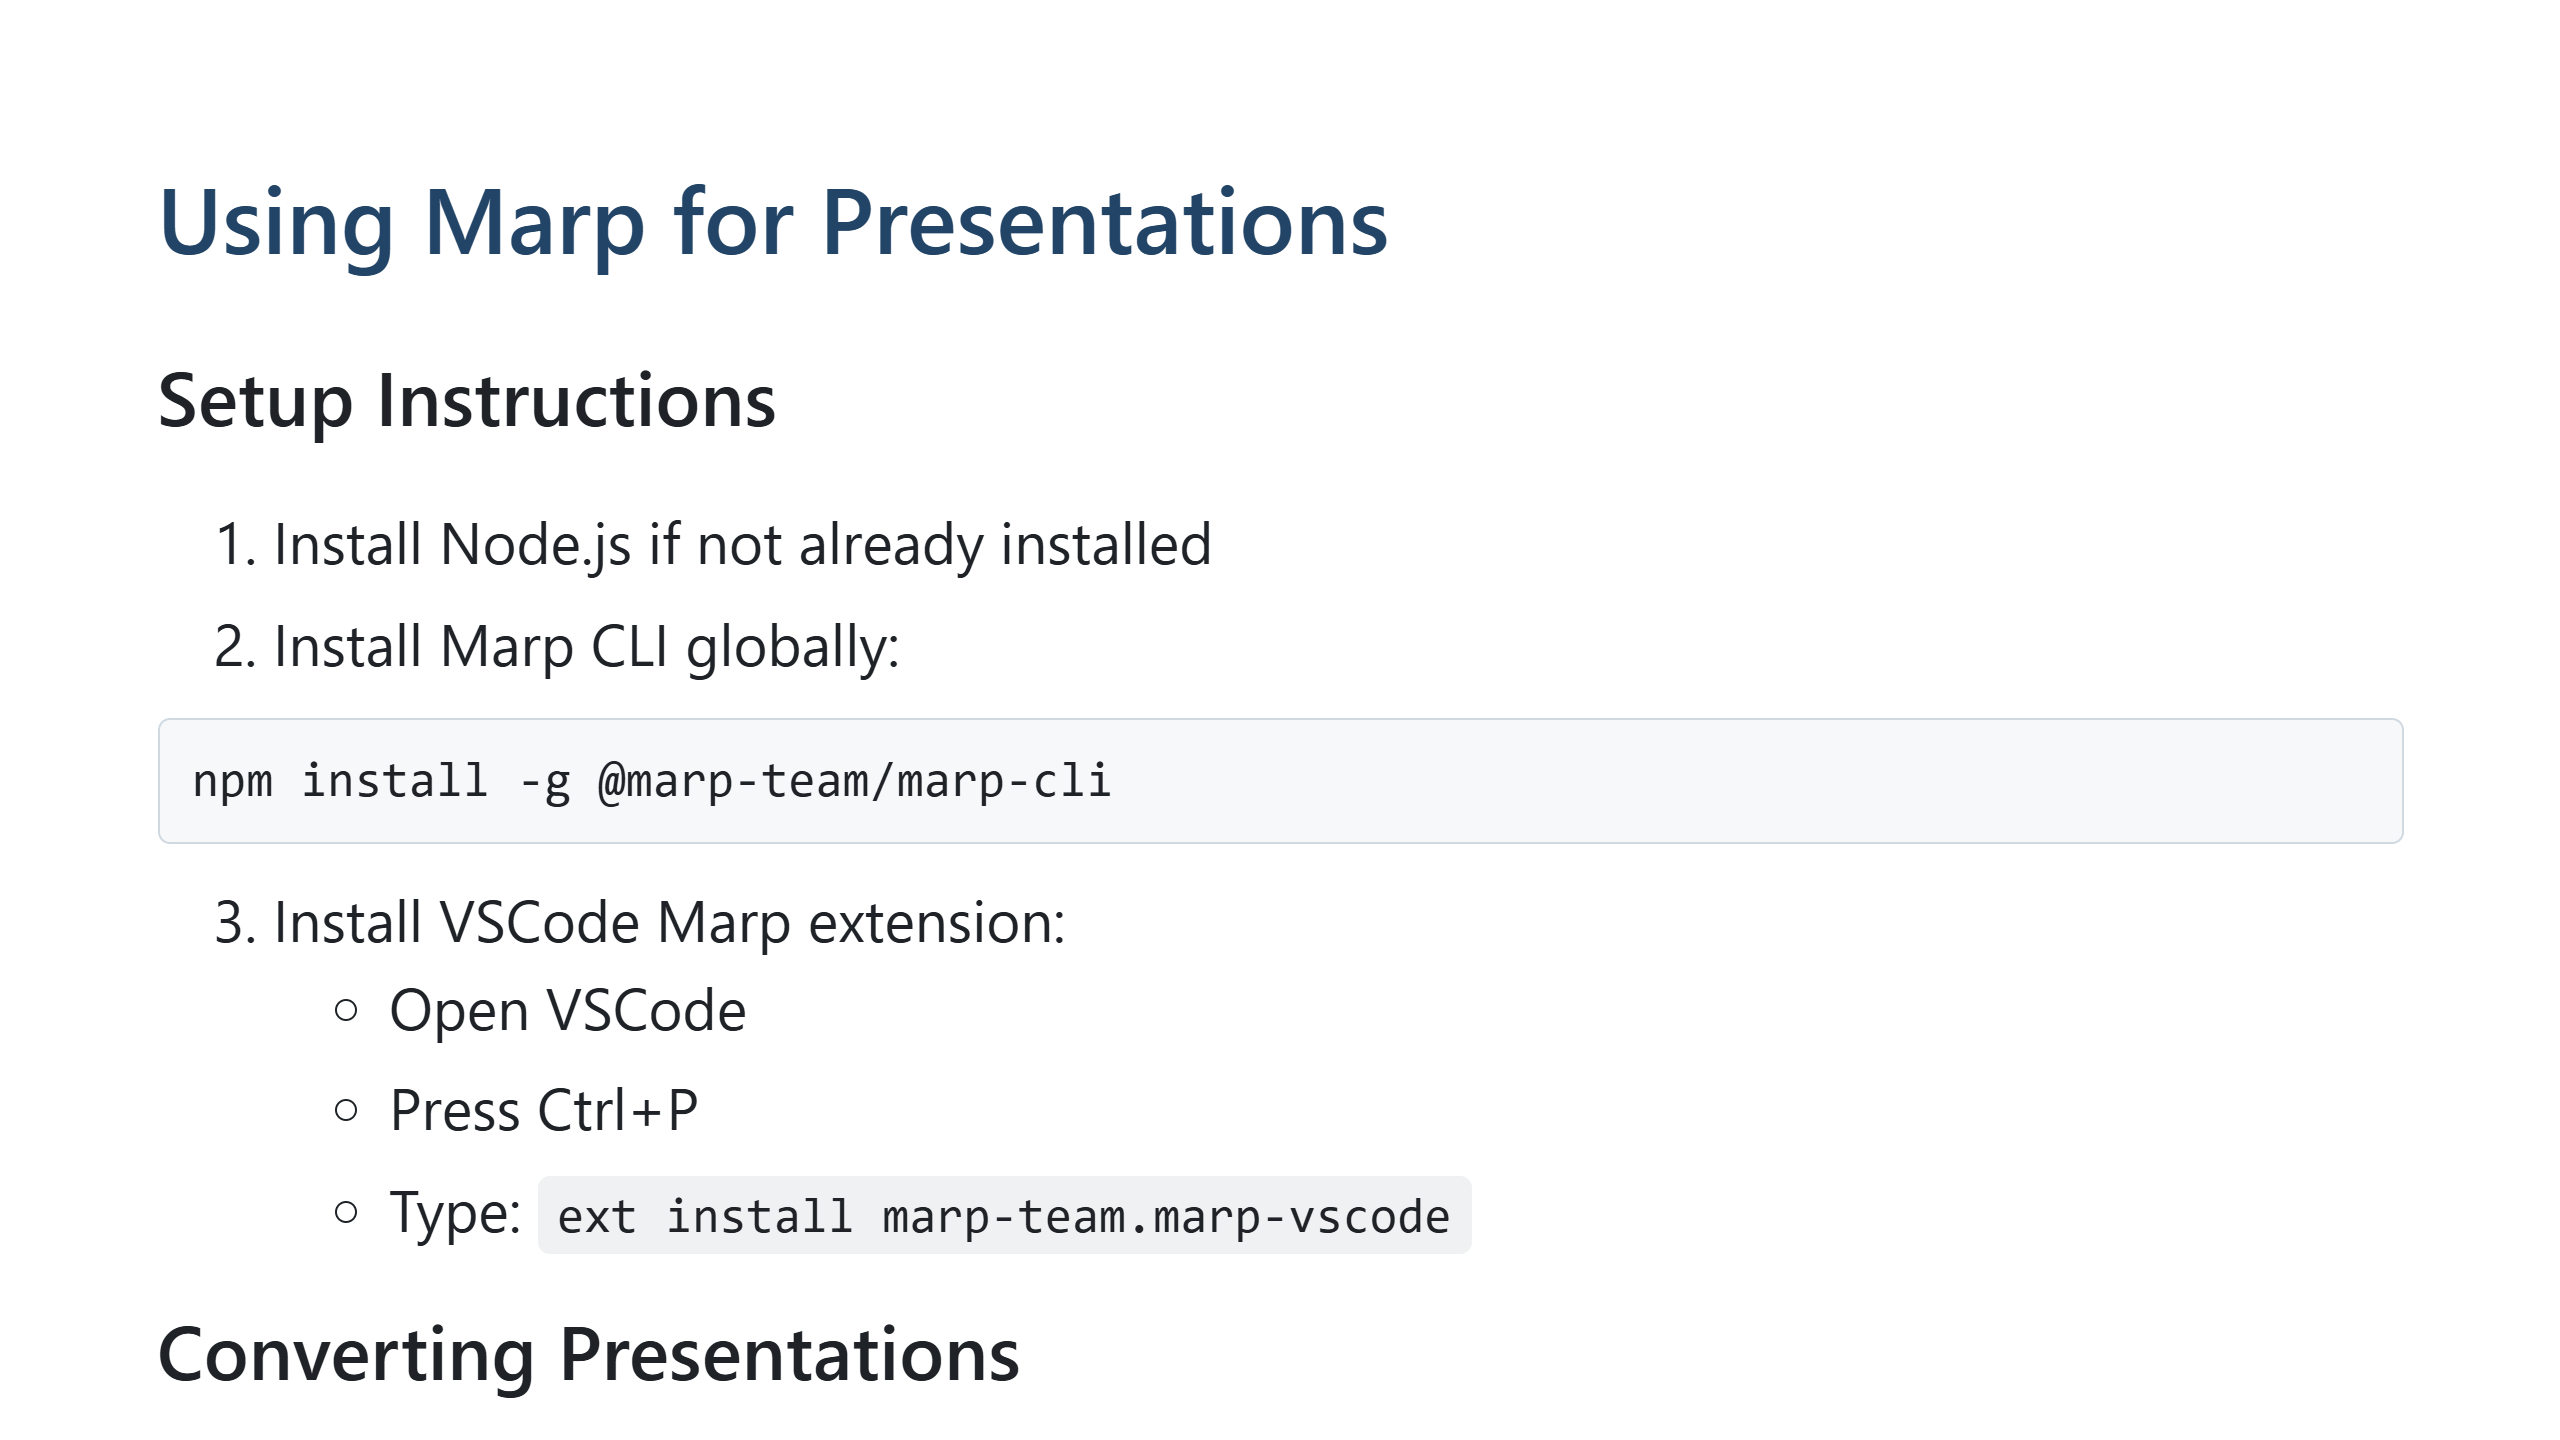 Using Marp for Presentations
Setup Instructions
1. Install Node.js if not already installed
2. Install Marp CLI globally:
npm install -g @marp-team/marp-cli
3. Install VSCode Marp extension:
○ Open VSCode
○ Press Ctrl+P
○ Type: ext install marp-team.marp-vscode
Converting Presentations